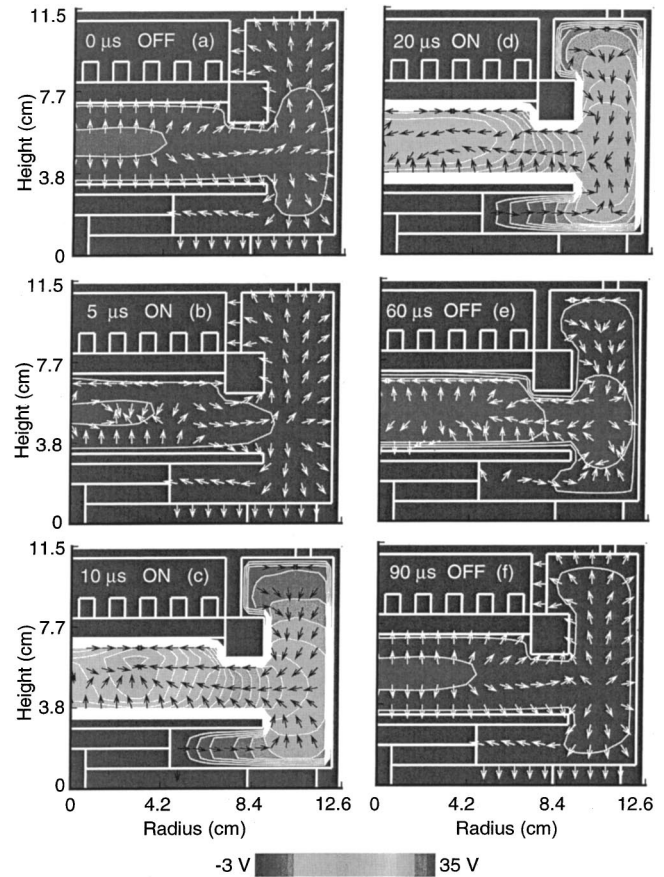 11.5
0 μs OFF (a)
7.7
Height (cm)
3.8
0
20 μs ON (d)
11.5
5 μs ON (b)
7.7
Height (cm)
3.8
0
60 μs OFF (e)
11.5
10 μs ON (c)
7.7
Height (cm)
3.8
0
0 4.2 8.4 12.6
Radius (cm)
90 μs OFF (f)
0 4.2 8.4 12.6
Radius (cm)
-3 V 35 V